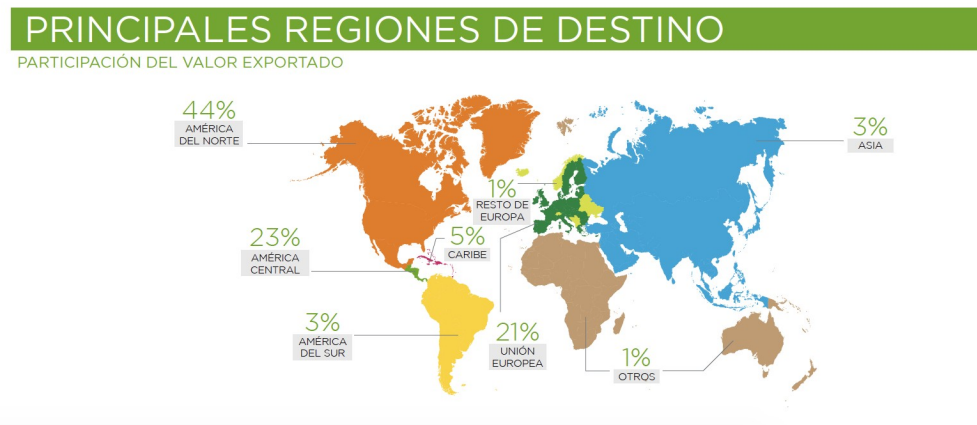 PRINCIPALES REGIONES DE DESTINO
PARTICIPACIÓN DEL VALOR EXPORTADO
44%
AMÉRICA
DEL NORTE
3%
ASIA
1%
RESTO DE
EUROPA
23%
AMÉRICA
CENTRAL
5%
CARIBE
3%
AMÉRICA
DEL SUR
21%
UNIÓN
EUROPEA
1%
OTROS